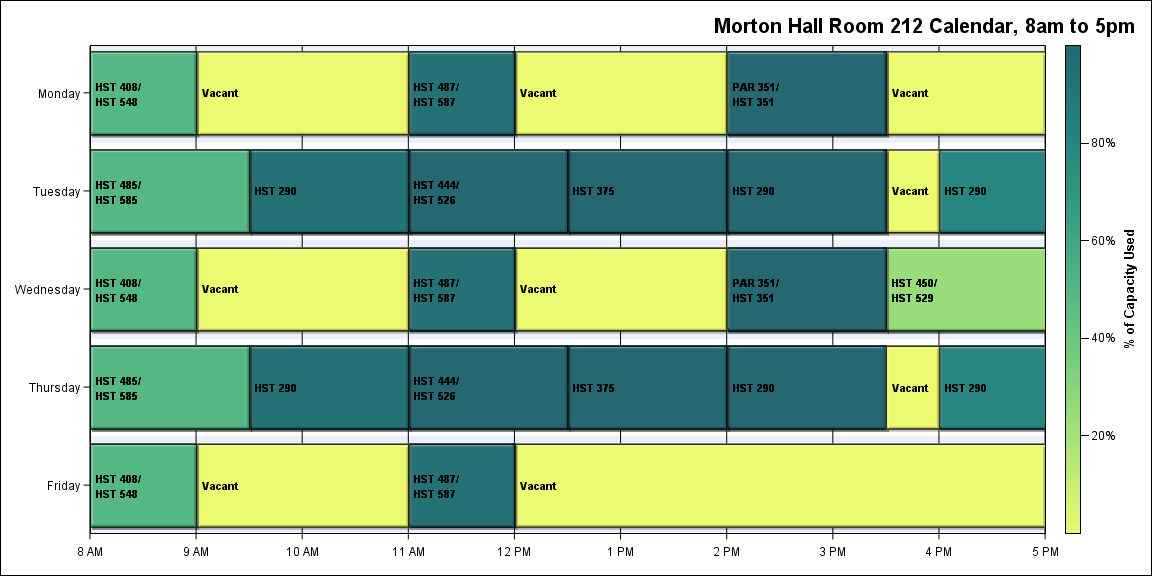 Morton Hall Room 212 Calendar, 8am to 5pm
Monday
HST 408/
HST 548
Vacant
HST 487/
HST 587
Vacant
PAR 351/
HST 351
Vacant
Tuesday
HST 485/
HST 585
HST 290
HST 444/
HST 526
HST 375
HST 290
Vacant
HST 290
Wednesday
HST 408/
HST 548
Vacant
HST 487/
HST 587
Vacant
PAR 351/
HST 351
HST 450/
HST 529
Thursday
HST 485/
HST 585
HST 290
HST 444/
HST 526
HST 375
HST 290
Vacant
HST 290
Friday
HST 408/
HST 548
Vacant
HST 487/
HST 587
Vacant
8 AM
9 AM
10 AM
11 AM
12 PM
1 PM
2 PM
3 PM
4 PM
5 PM
80%
60%
40%
20%
% of Capacity Used